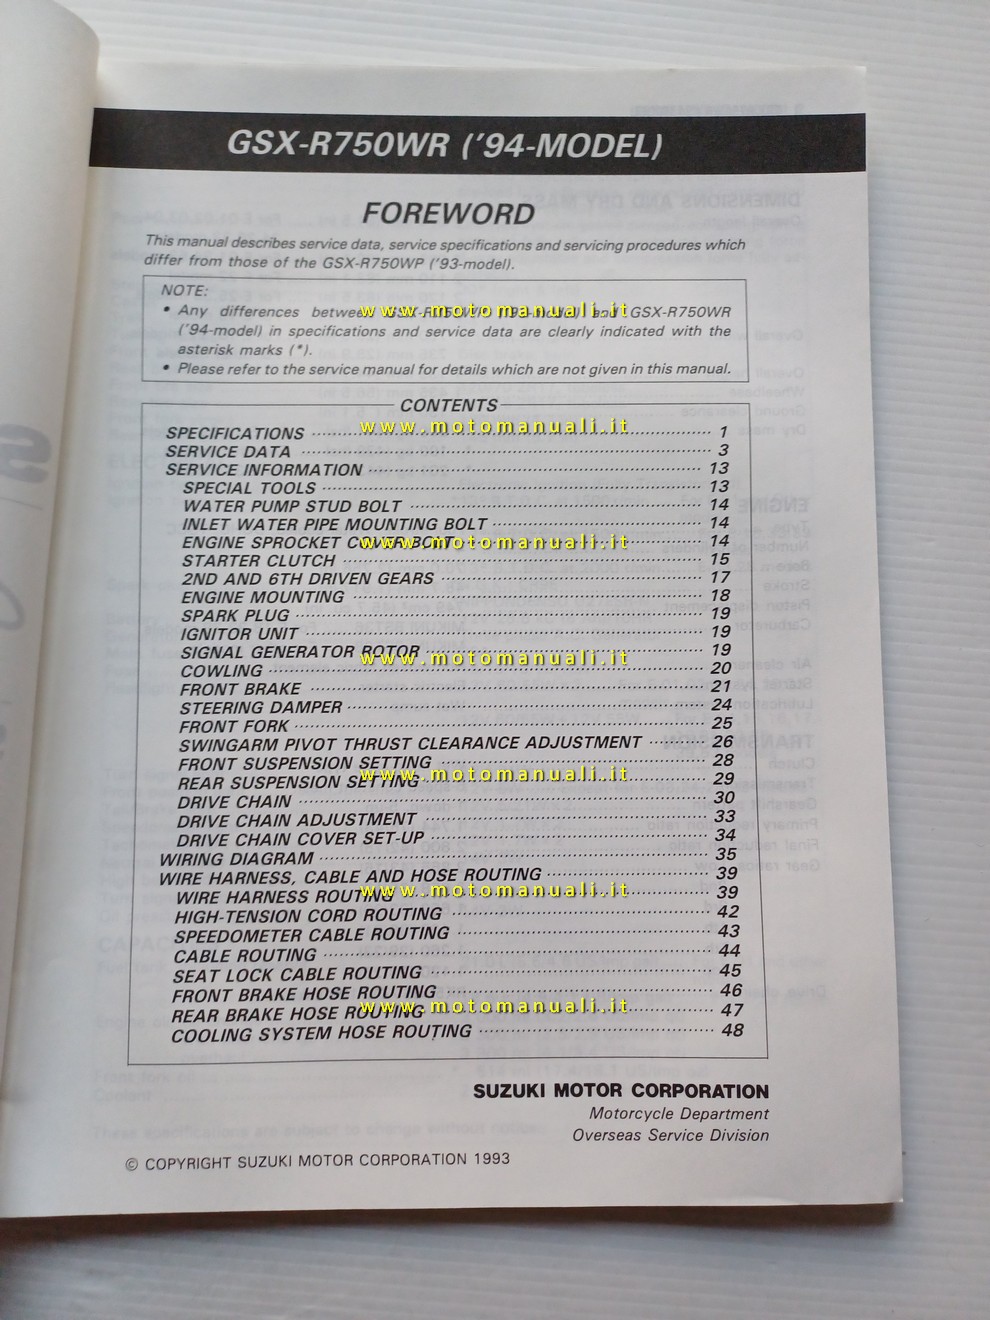 GSX-R750WR ('94-MODEL)
FOREWORD
This manual describes service data, service specifications and servicing procedures which
differ from those of the GSX-R750WP ('93-model).
NOTE:
• Any differences between GSX-R750WP ('93-model) and GSX-R750WR
www.motomanuali.it
('94-model) in specifications and service data are clearly indicated with the
asterisk marks (*).
• Please refer to the service manual for details which are not given in this manual.
CONTENTS
www.motomanuali.it
SPECIFICATIONS 1
SERVICE DATA 3
SERVICE INFORMATION 13
SPECIAL TOOLS 13
WATER PUMP STUD BOLT 14
INLET WATER PIPE MOUNTING BOLT 14
ENGINE SPROCKET COVER BOLT 14
www.motomanuali.it
STARTER CLUTCH 15
2ND AND 6TH DRIVEN GEARS 17
ENGINE MOUNTING 18
SPARK PLUG 19
IGNITOR UNIT 19
SIGNAL GENERATOR ROTOR 19
www.motomanuali.it
COWLING 20
FRONT BRAKE 21
STEERING DAMPER 24
FRONT FORK 25
SWINGARM PIVOT THRUST CLEARANCE ADJUSTMENT 26
FRONT SUSPENSION SETTING 28
www.motomanuali.it
REAR SUSPENSION SETTING 29
DRIVE CHAIN 30
DRIVE CHAIN ADJUSTMENT 33
DRIVE CHAIN COVER SET-UP 34
WIRING DIAGRAM 35
WIRE HARNESS, CABLE AND HOSE ROUTING 39
www.motomanuali.it
WIRE HARNESS ROUTING 39
HIGH-TENSION CORD ROUTING 42
SPEEDOMETER CABLE ROUTING 43
CABLE ROUTING 44
SEAT LOCK CABLE ROUTING 45
FRONT BRAKE HOSE ROUTING 46
www.motomanuali.it
REAR BRAKE HOSE ROUTING 47
COOLING SYSTEM HOSE ROUTING 48
SUZUKI MOTOR CORPORATION
Motorcycle Department
Overseas Service Division
© COPYRIGHT SUZUKI MOTOR CORPORATION 1993